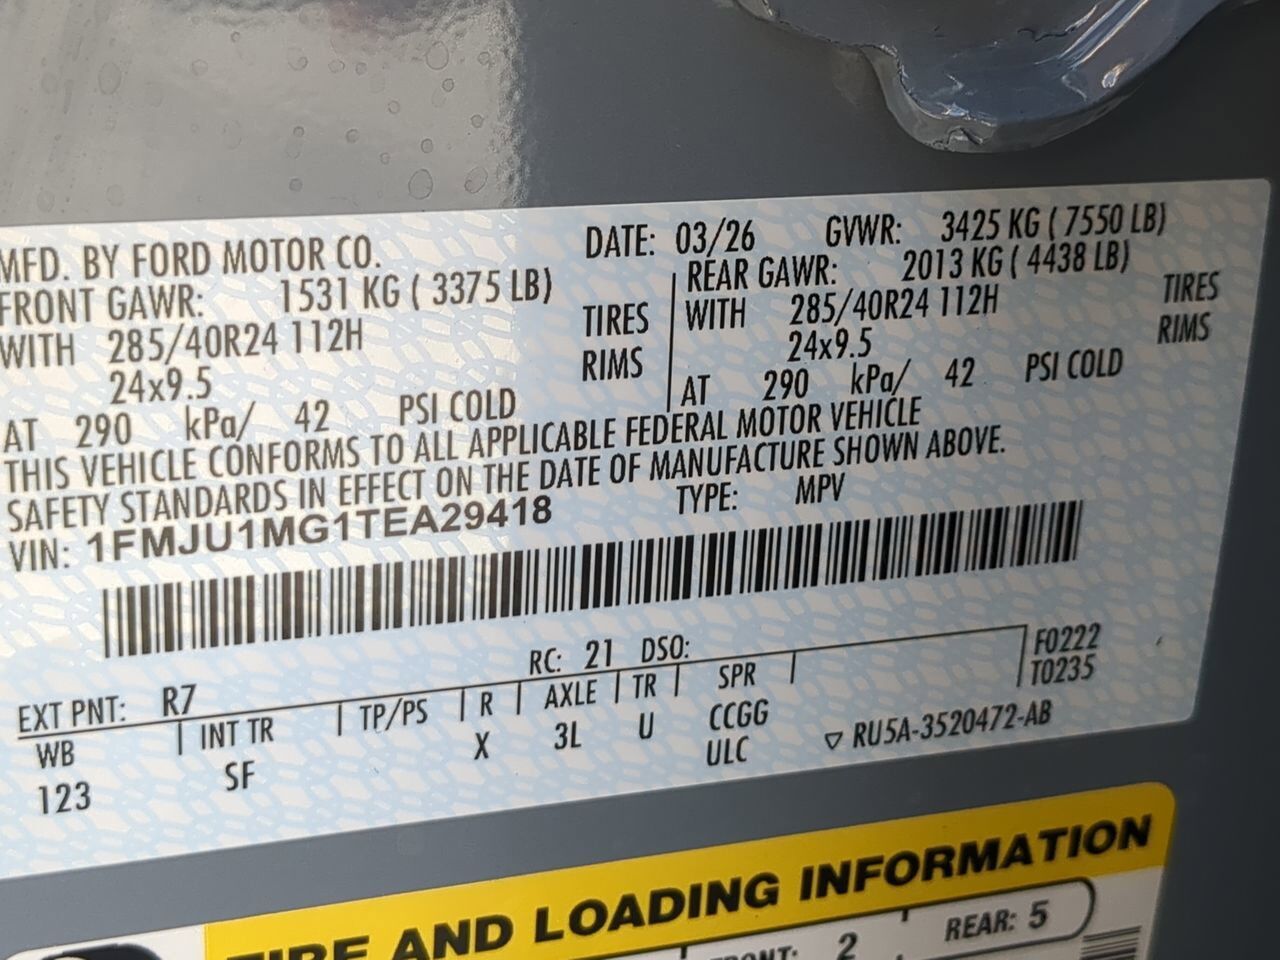 MFD. BY FORD MOTOR CO. DATE: 03/26 GVWR: 3425 KG ( 7550 LB)
FRONT GAWR: 1531 KG ( 3375 LB) REAR GAWR: 2013 KG ( 4438 LB)
WITH 285/40R24 112H TIRES WITH 285/40R24 112H TIRES
24x9.5 RIMS 24x9.5 RIMS
AT 290 kPa/ 42 PSI COLD AT 290 kPa/ 42 PSI COLD
THIS VEHICLE CONFORMS TO ALL APPLICABLE FEDERAL MOTOR VEHICLE
SAFETY STANDARDS IN EFFECT ON THE DATE OF MANUFACTURE SHOWN ABOVE.
VIN: 1FMJU1MG1TEA29418 TYPE: MPV
EXT PNT: R7 RC: 21 DSO: F0222
WB INT TR TP/PS R AXLE TR SPR T0235
123 SF X 3L U CCGG
ULC ▽ RU5A-3520472-AB
TIRE AND LOADING INFORMATION
FRONT: 2 REAR: 5